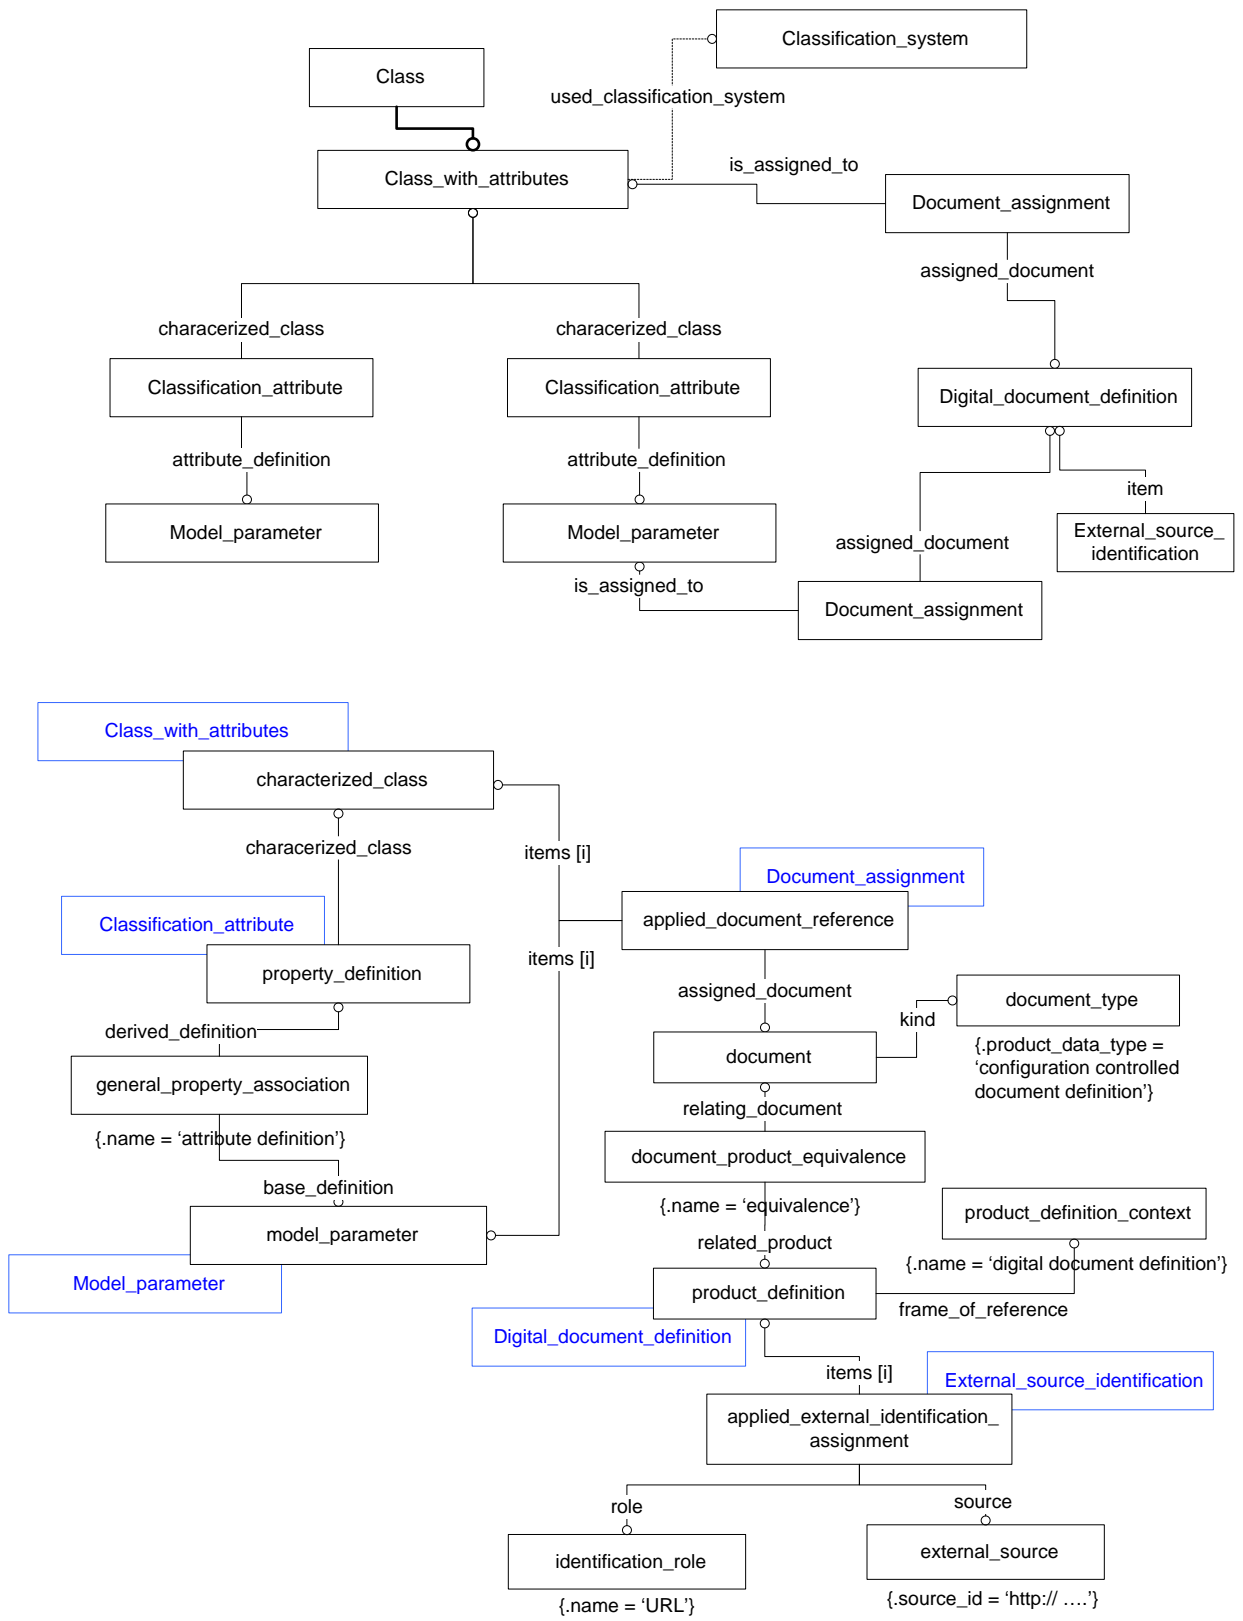 Classification_system
Class
used_classification_system
is_assigned_to
Class_with_attributes
Document_assignment
assigned_document
characerized_class
characerized_class
Classification_attribute
Classification_attribute
Digital_document_definition
attribute_definition
attribute_definition
item
Model_parameter
Model_parameter
External_source_
identification
assigned_document
is_assigned_to
Document_assignment
Class_with_attributes
characterized_class
characerized_class
items [i]
Document_assignment
Classification_attribute
applied_document_reference
items [i]
property_definition
assigned_document
document_type
kind
derived_definition
{.product_data_type =
‘configuration controlled
document definition’}
document
general_property_association
relating_document
{.name = ‘attribute definition’}
document_product_equivalence
base_definition
{.name = ‘equivalence’}
product_definition_context
model_parameter
related_product
{.name = ‘digital document definition’}
Model_parameter
product_definition
frame_of_reference
Digital_document_definition
items [i]
External_source_identification
applied_external_identification_
assignment
role
source
identification_role
external_source
{.name = ‘URL’}
{.source_id = ‘http:// ….’}